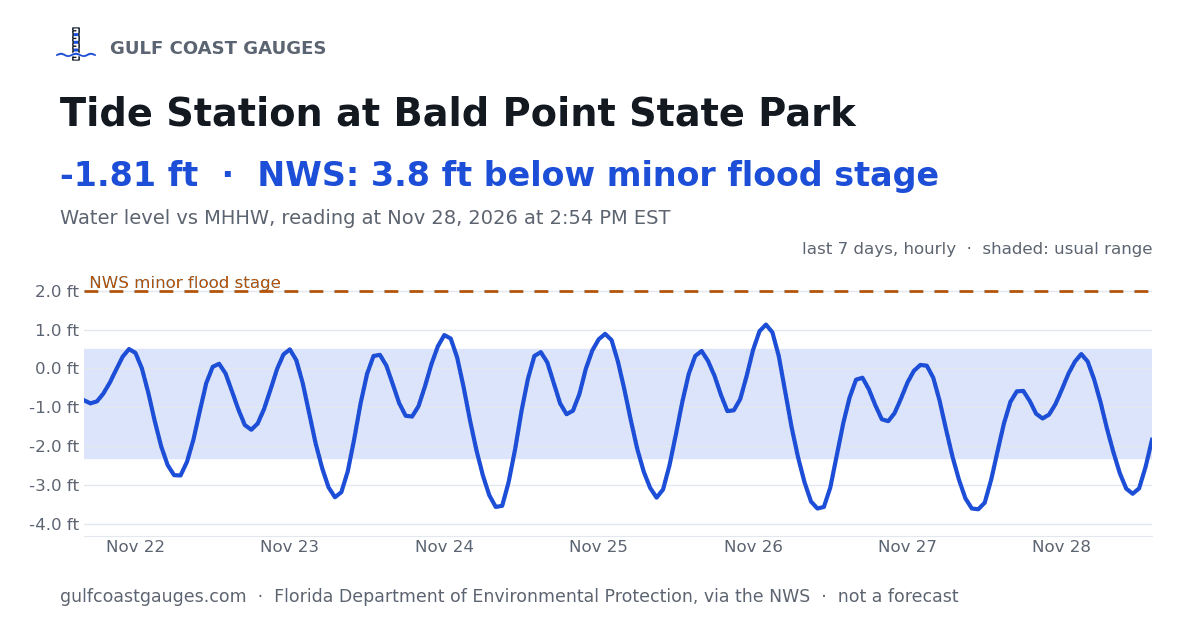 GULF COAST GAUGES
Tide Station at Bald Point State Park
-1.81 ft · NWS: 3.8 ft below minor flood stage
Water level vs MHHW, reading at Nov 28, 2026 at 2:54 PM EST
last 7 days, hourly · shaded: usual range
NWS minor flood stage
2.0 ft
1.0 ft
0.0 ft
-1.0 ft
-2.0 ft
-3.0 ft
-4.0 ft
Nov 22 Nov 23 Nov 24 Nov 25 Nov 26 Nov 27 Nov 28
gulfcoastgauges.com · Florida Department of Environmental Protection, via the NWS · not a forecast